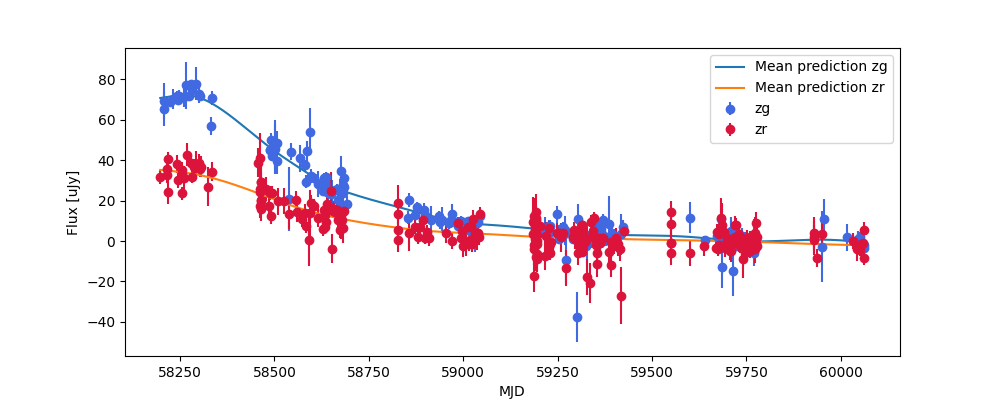 Mean prediction zg
Mean prediction zr
zg
zr
80
60
40
20
0
−20
−40
Flux [uJy]
58250
58500
58750
59000
59250
59500
59750
60000
MJD